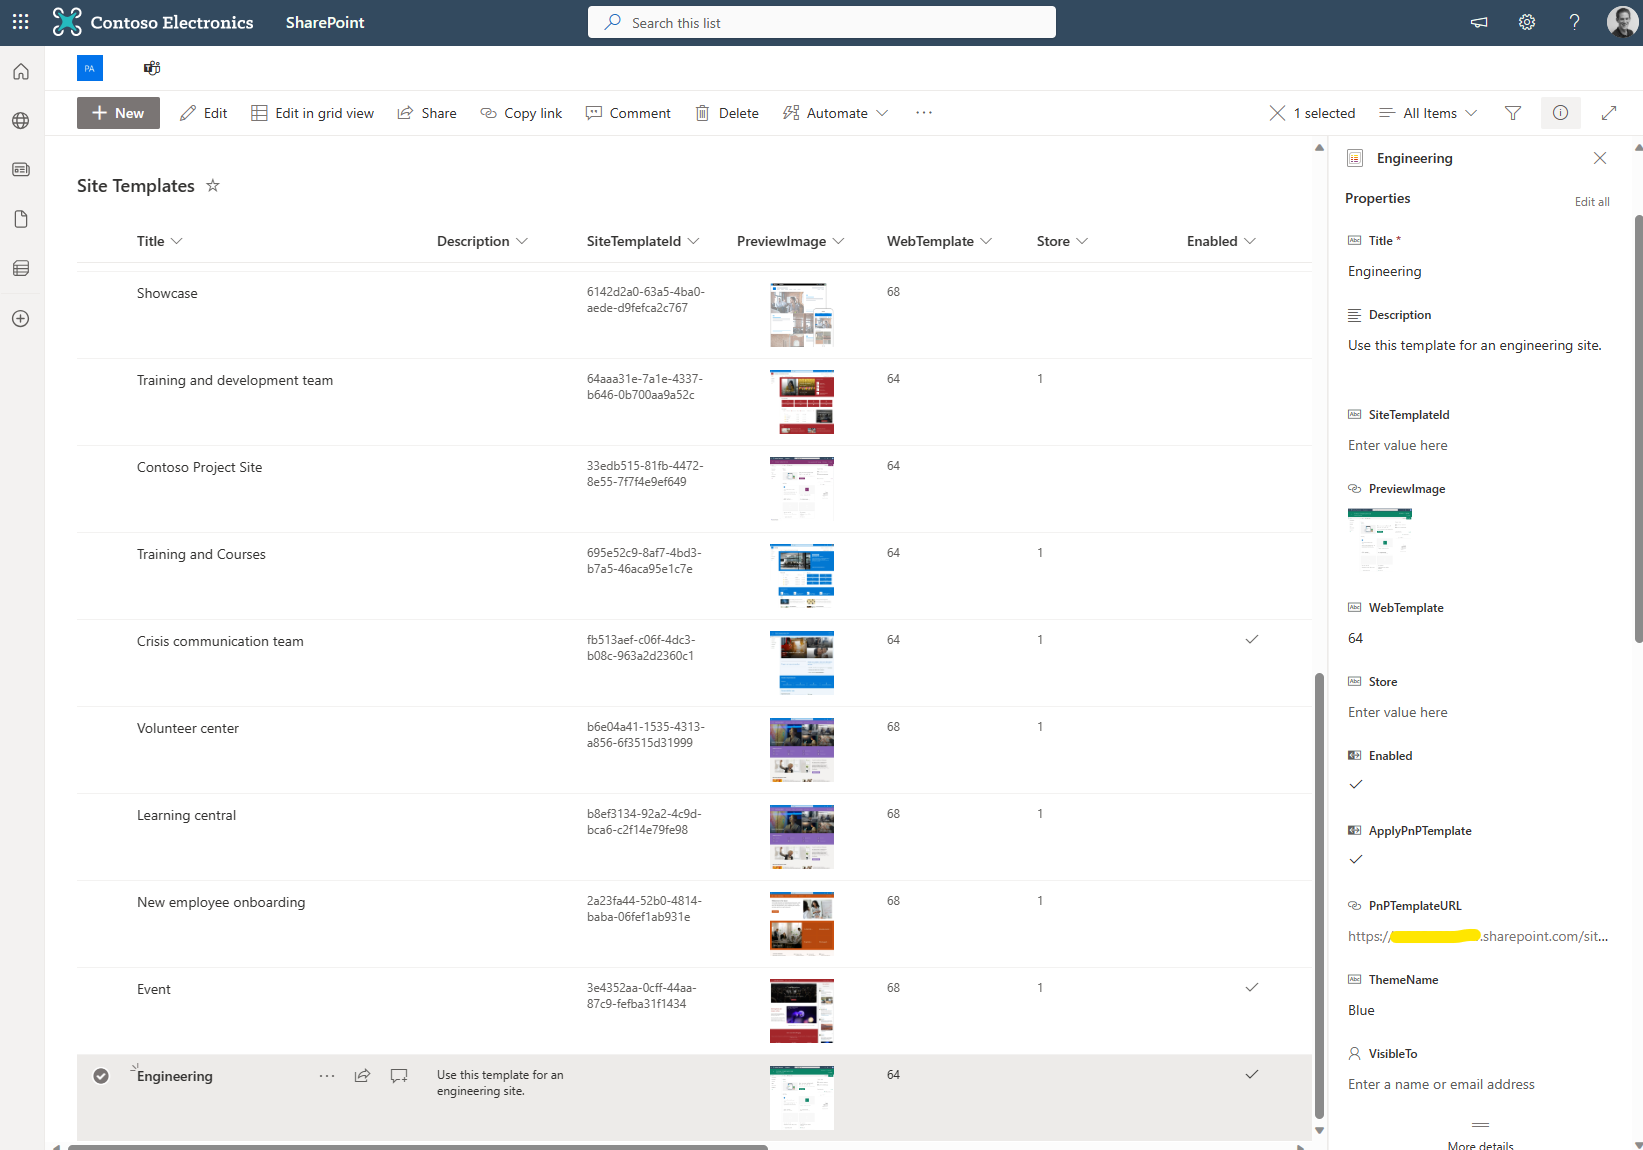 Contoso Electronics
SharePoint
Search this list
PA
New
Edit
Edit in grid view
Share
Copy link
Comment
Delete
Automate
1 selected
All Items
Site Templates
Title
Description
SiteTemplateId
PreviewImage
WebTemplate
Store
Enabled
Showcase
6142d2a0-63a5-4ba0-
aede-d9fefca2c767
68
Training and development team
64aaa31e-7a1e-4337-
b646-0b700aa9a52c
64
1
Contoso Project Site
33edb515-81fb-4472-
8e55-7f7f4e9ef649
64
Training and Courses
695e52c9-8af7-4bd3-
b7a5-46aca95e1c7e
64
1
Crisis communication team
fb513aef-c06f-4dc3-
b08c-963a2d2360c1
64
1
Volunteer center
b6e04a41-1535-4313-
a856-6f3515d31999
68
1
Learning central
b8ef3134-92a2-4c9d-
bca6-c2f14e79fe98
68
1
New employee onboarding
2a23fa44-52b0-4814-
baba-06fef1ab931e
68
1
Event
3e4352aa-0cff-44aa-
87c9-fefba31f1434
68
1
Engineering
Use this template for an
engineering site.
64
Engineering
Properties
Edit all
Title *
Engineering
Description
Use this template for an engineering site.
SiteTemplateId
Enter value here
PreviewImage
WebTemplate
64
Store
Enter value here
Enabled
ApplyPnPTemplate
PnPTemplateURL
https:// .sharepoint.com/sit...
ThemeName
Blue
VisibleTo
Enter a name or email address
More details